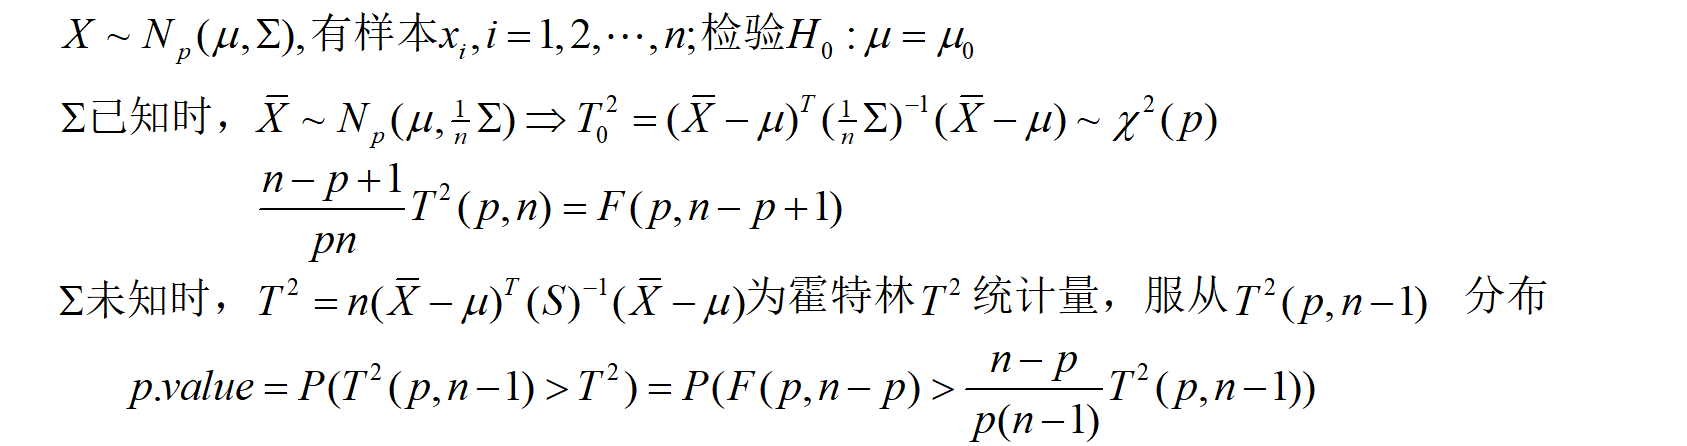 X ~ N_p(μ,Σ),有样本x_i,i=1,2,⋯,n;检验H_0:μ=μ_0
Σ已知时，X̄ ~ N_p(μ,1/n Σ)⇒T_0^2=(X̄−μ)^T(1/n Σ)^−1(X̄−μ)~χ^2(p)
(n−p+1)/(pn) T^2(p,n)=F(p,n−p+1)
Σ未知时，T^2=n(X̄−μ)^T(S)^−1(X̄−μ)为霍特林T^2统计量，服从T^2(p,n−1) 分布
p.value=P(T^2(p,n−1)>T^2)=P(F(p,n−p)>(n−p)/(p(n−1)) T^2(p,n−1))